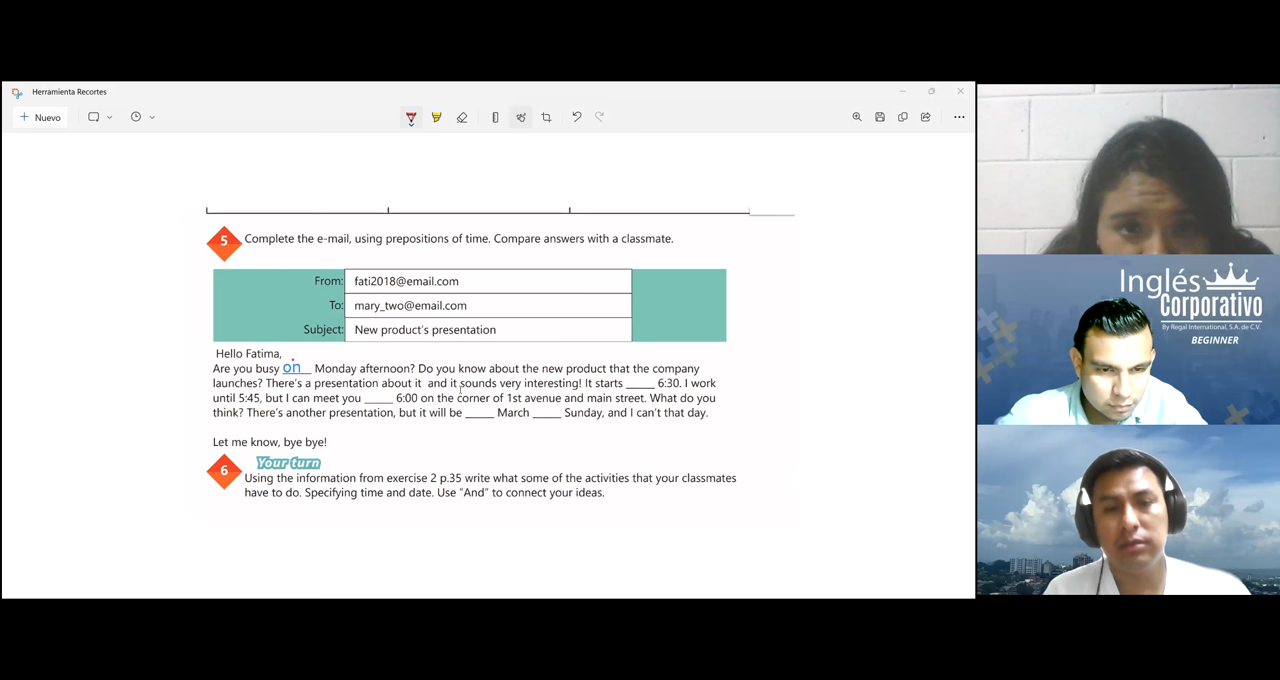 Herramienta Recortes
Nuevo
5 Complete the e-mail, using prepositions of time. Compare answers with a classmate.
From: fati2018@email.com
To: mary_two@email.com
Subject: New product's presentation
Hello Fatima,
Are you busy on__ Monday afternoon? Do you know about the new product that the company
launches? There's a presentation about it and it sounds very interesting! It starts _____ 6:30. I work
until 5:45, but I can meet you _____ 6:00 on the corner of 1st avenue and main street. What do you
think? There's another presentation, but it will be _____ March _____ Sunday, and I can't that day.
Let me know, bye bye!
6 Your turn
Using the information from exercise 2 p.35 write what some of the activities that your classmates
have to do. Specifying time and date. Use "And" to connect your ideas.
Inglés
Corporativo
By Regal International, S.A. de C.V.
BEGINNER